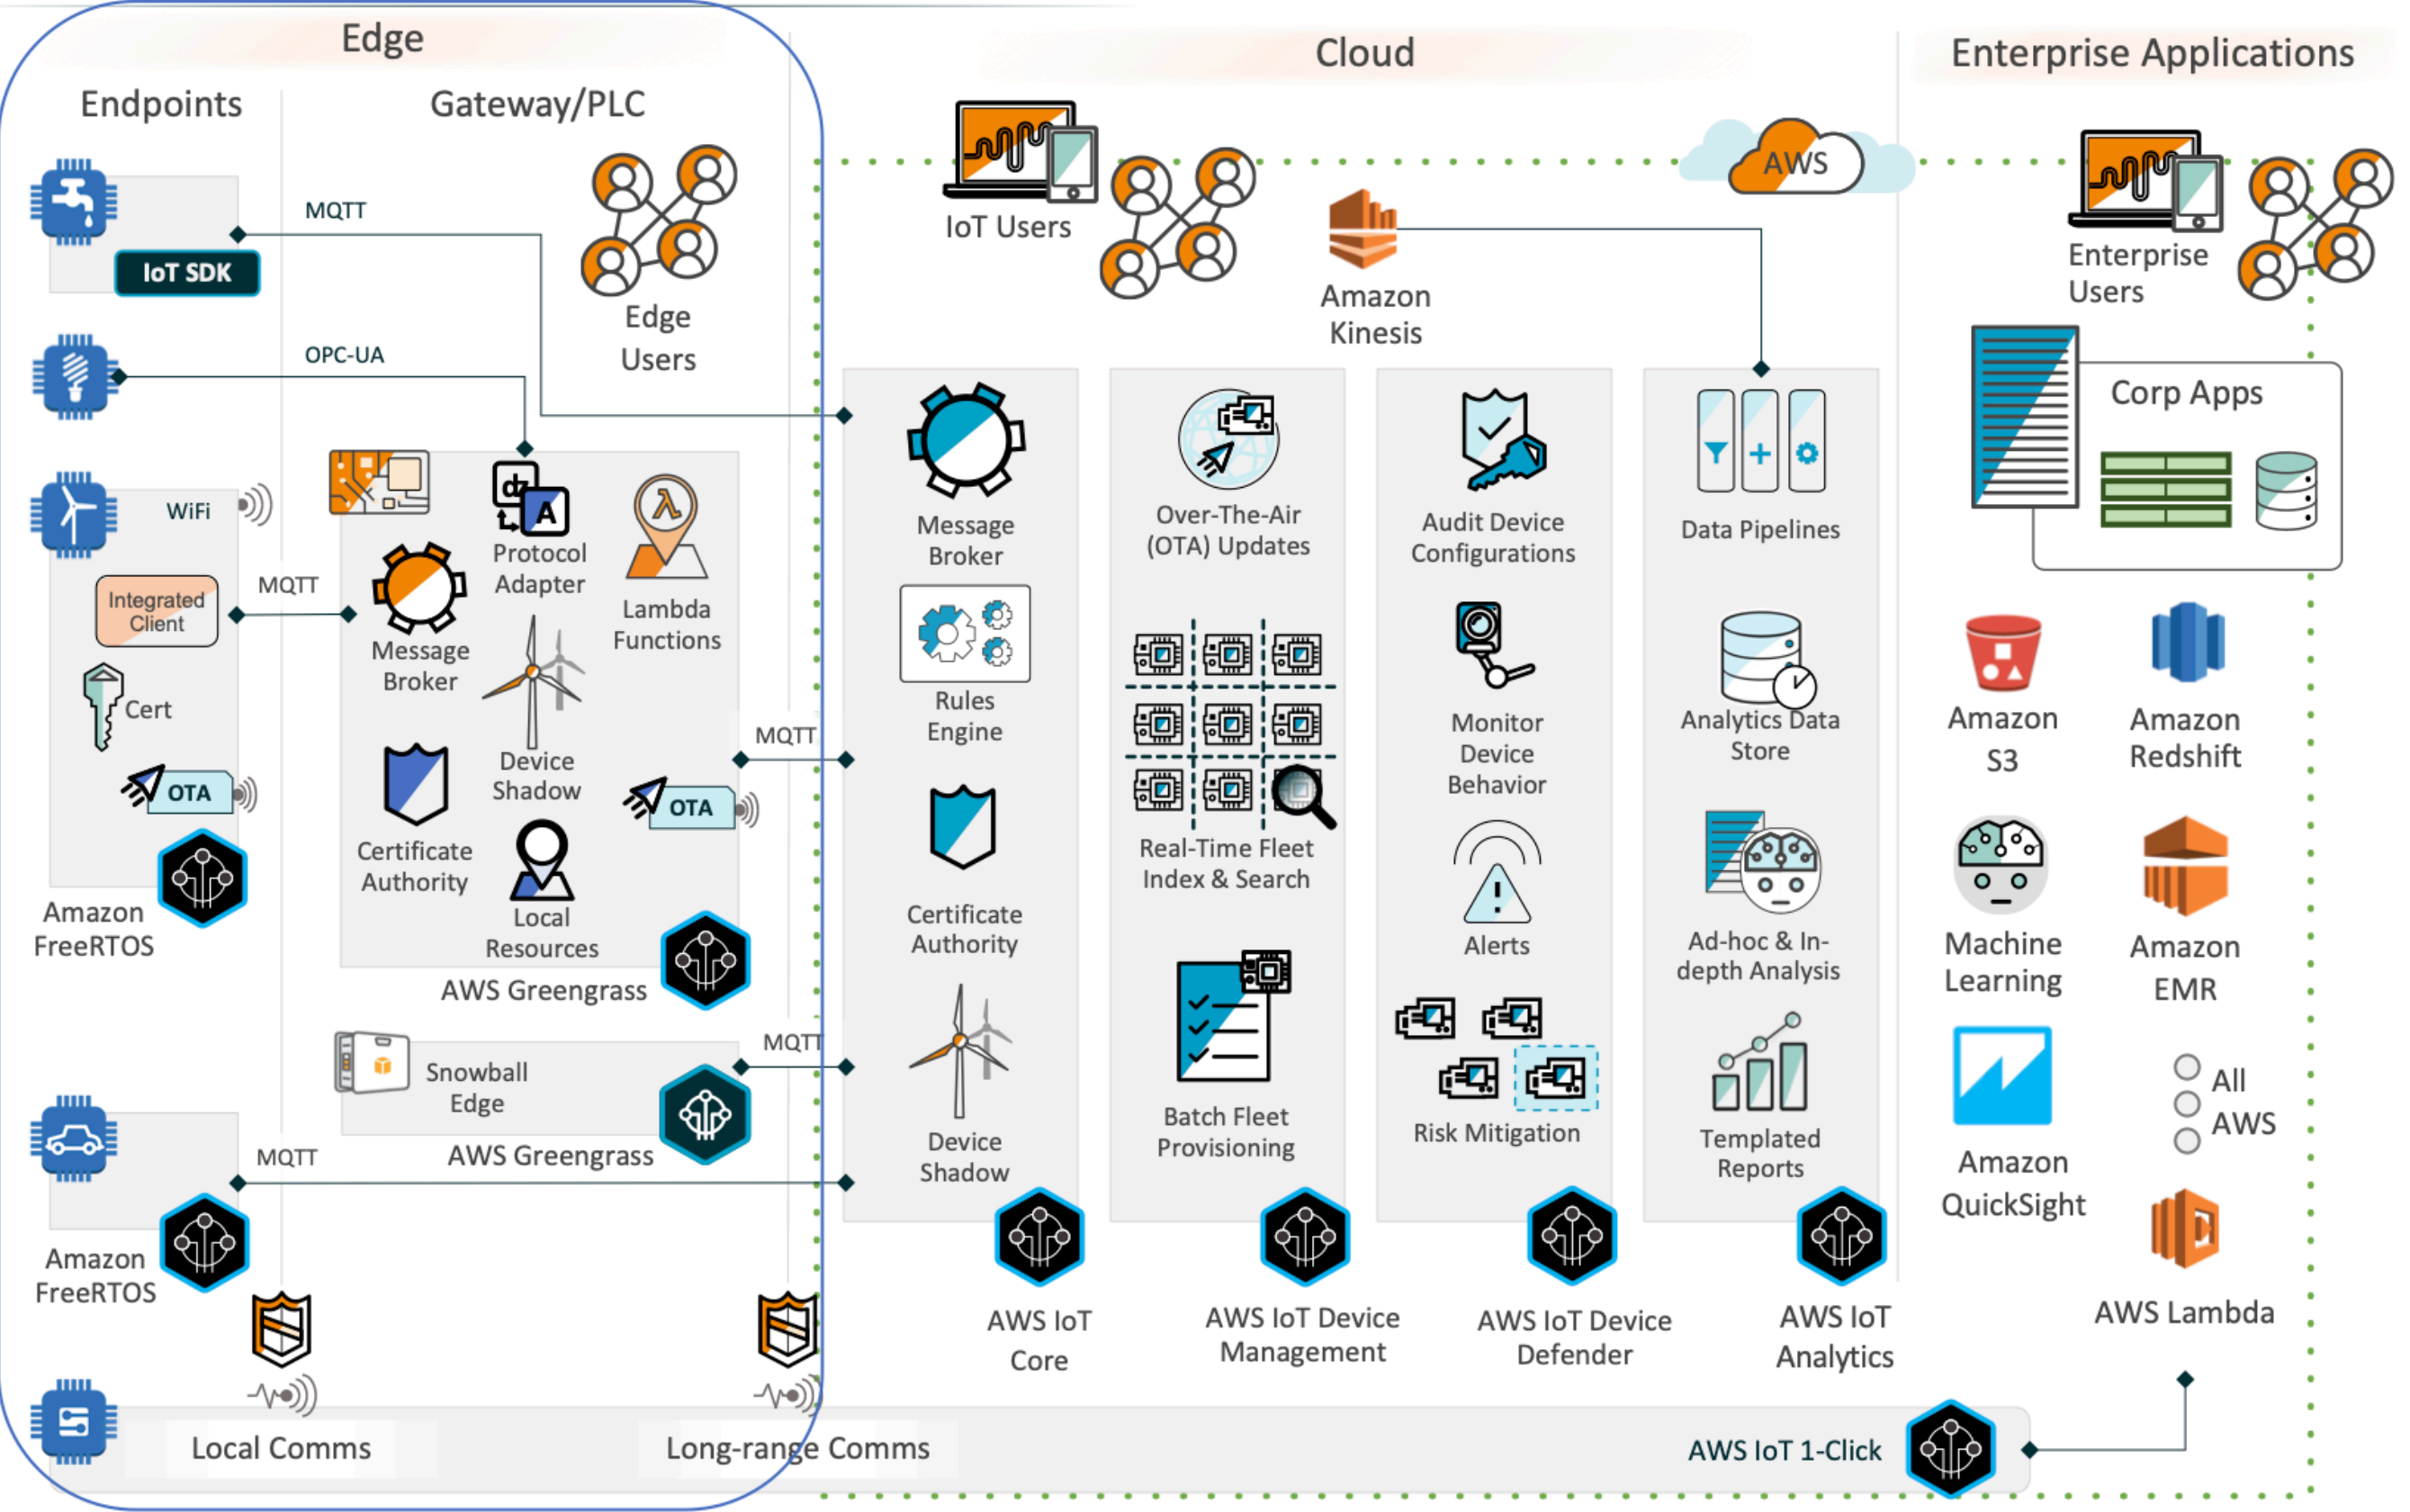 Edge
Cloud
Enterprise Applications
Endpoints
Gateway/PLC
AWS
MQTT
IoT SDK
OPC-UA
Edge
Users
IoT Users
Amazon
Kinesis
Enterprise
Users
Corp Apps
WiFi
Integrated
Client
MQTT
Cert
OTA
Amazon
FreeRTOS
dz
A
Protocol
Adapter
λ
Lambda
Functions
Message
Broker
Device
Shadow
Certificate
Authority
OTA
Local
Resources
AWS Greengrass
MQTT
Snowball
Edge
AWS Greengrass
MQTT
MQTT
Amazon
FreeRTOS
Message
Broker
Rules
Engine
Certificate
Authority
Device
Shadow
AWS IoT
Core
Over-The-Air
(OTA) Updates
Real-Time Fleet
Index & Search
Batch Fleet
Provisioning
AWS IoT Device
Management
Audit Device
Configurations
Monitor
Device
Behavior
!
Alerts
Risk Mitigation
AWS IoT Device
Defender
Data Pipelines
Analytics Data
Store
Ad-hoc & In-
depth Analysis
Templated
Reports
AWS IoT
Analytics
Amazon
S3
Amazon
Redshift
Machine
Learning
Amazon
EMR
Amazon
QuickSight
All
AWS
AWS Lambda
Local Comms
Long-range Comms
AWS IoT 1-Click